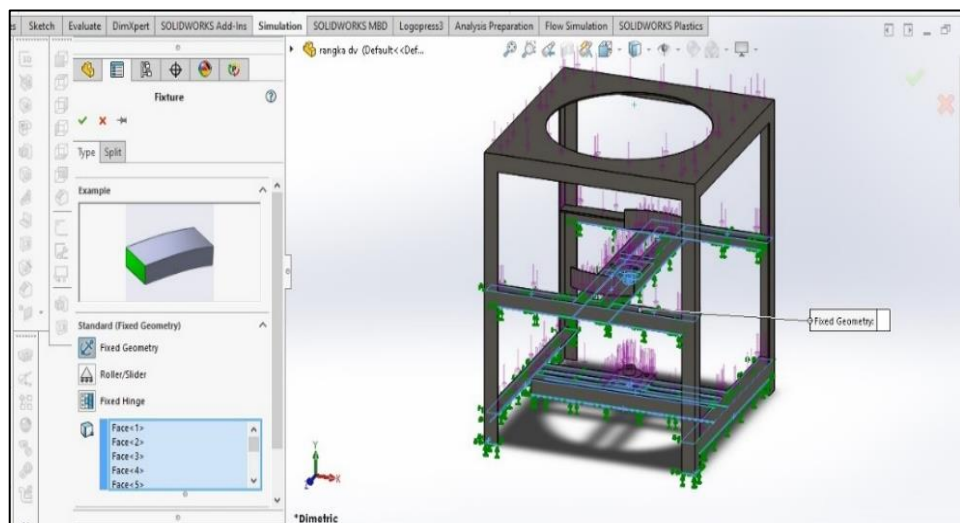 Sketch Evaluate DimXpert SOLIDWORKS Add-Ins Simulation SOLIDWORKS MBD Logopress3 Analysis Preparation Flow Simulation SOLIDWORKS Plastics
rangka dv (Default<<Def...
Fixture
Type Split
Example
Standard (Fixed Geometry)
Fixed Geometry
Roller/Slider
Fixed Hinge
Face<1>
Face<2>
Face<3>
Face<4>
Face<5>
Fixed Geometry:
Y
X
Z
*Dimetric